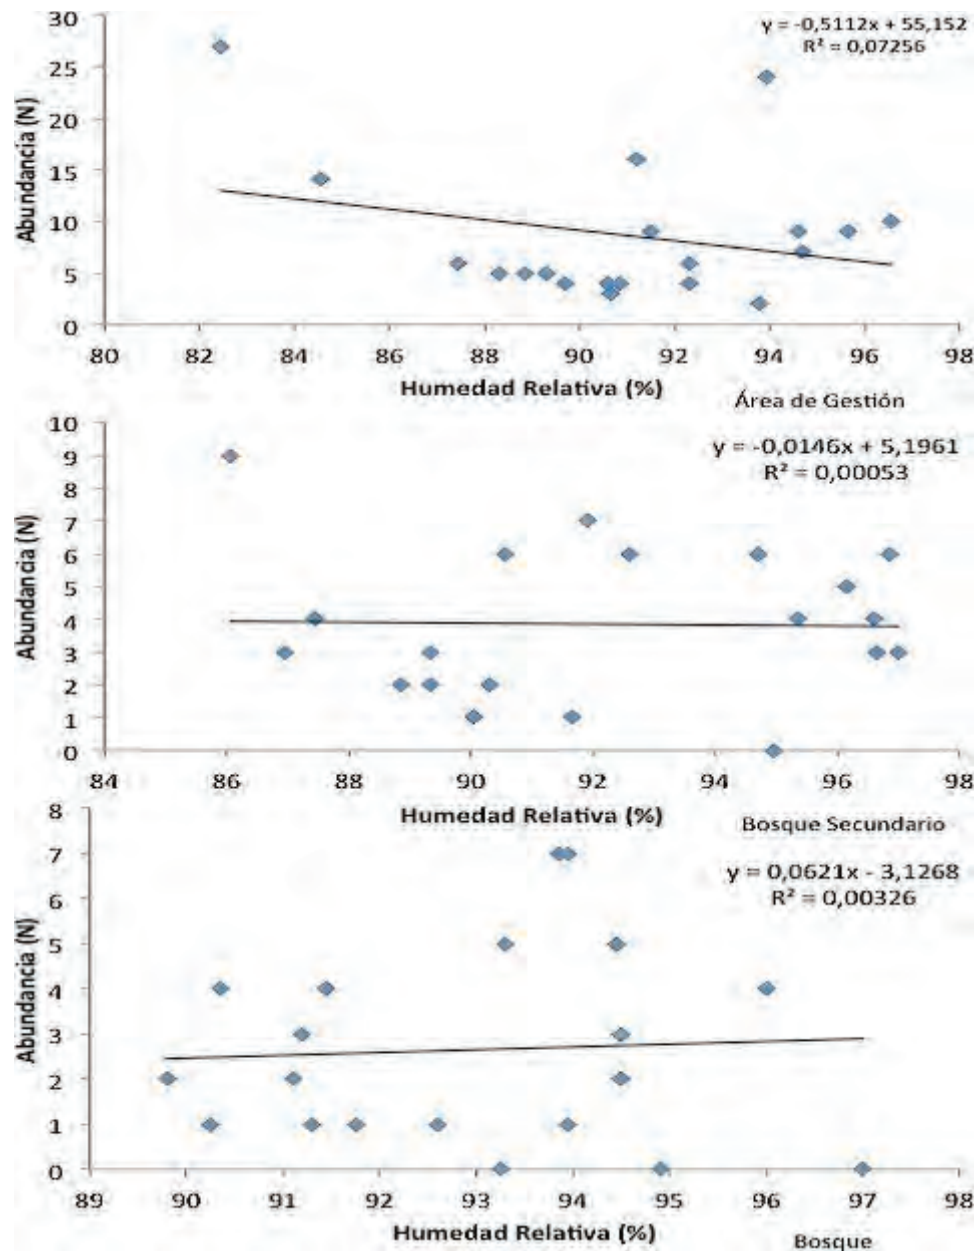 y = -0,5112x + 55,152
R² = 0,07256
Abundancia (N)
30
25
20
15
10
5
0
80 82 84 86 88 90 92 94 96 98
Humedad Relativa (%)
Área de Gestión
y = -0,0146x + 5,1961
R² = 0,00053
Abundancia (N)
10
9
8
7
6
5
4
3
2
1
0
84 86 88 90 92 94 96 98
Humedad Relativa (%)
Bosque Secundario
y = 0,0621x - 3,1268
R² = 0,00326
Abundancia (N)
8
7
6
5
4
3
2
1
0
89 90 91 92 93 94 95 96 97 98
Humedad Relativa (%)
Bosque